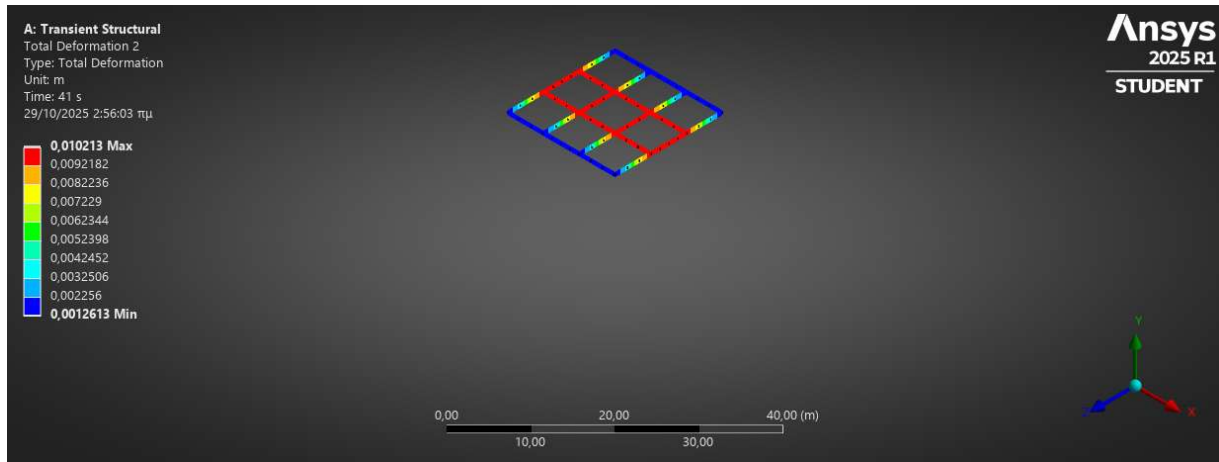 A: Transient Structural
Total Deformation 2
Type: Total Deformation
Unit: m
Time: 41 s
29/10/2025 2:56:03 πμ
0,010213 Max
0,0092182
0,0082236
0,007229
0,0062344
0,0052398
0,0042452
0,0032506
0,002256
0,0012613 Min
Ansys
2025 R1
STUDENT
0,00 20,00 40,00 (m)
10,00 30,00
Y
Z
X